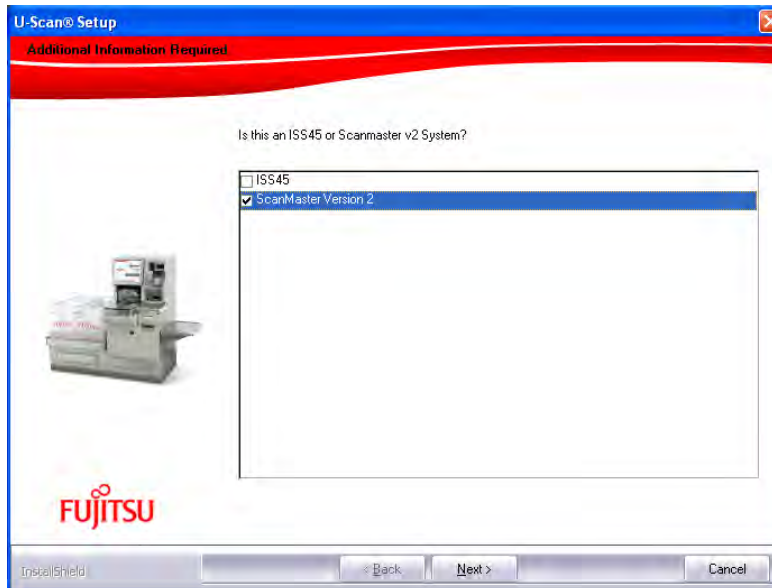 U-Scan® Setup
Additional Information Required
Is this an ISS45 or Scanmaster v2 System?
ISS45
ScanMaster Version 2
FUJITSU
InstallShield
< Back
Next >
Cancel